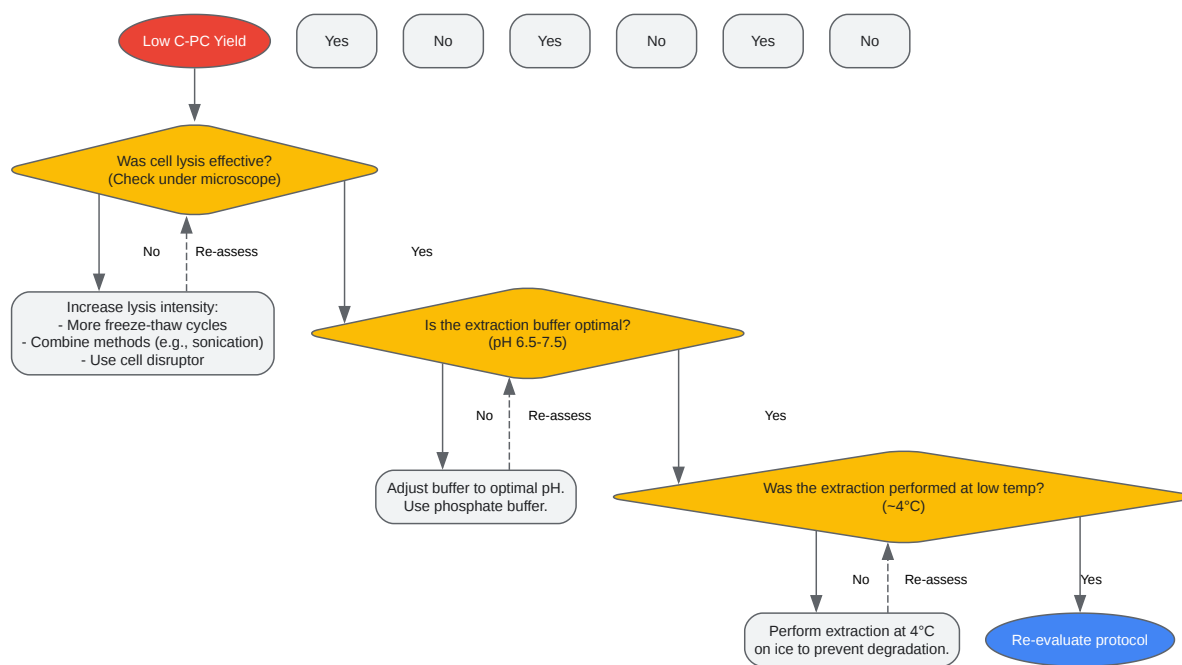 Low C-PC Yield
Yes
No
Yes
No
Yes
No
Was cell lysis effective?
(Check under microscope)
No
Re-assess
Yes
Increase lysis intensity:
- More freeze-thaw cycles
- Combine methods (e.g., sonication)
- Use cell disruptor
Is the extraction buffer optimal?
(pH 6.5-7.5)
No
Re-assess
Yes
Adjust buffer to optimal pH.
Use phosphate buffer.
Was the extraction performed at low temp?
(~4°C)
No
Re-assess
Yes
Perform extraction at 4°C
on ice to prevent degradation.
Re-evaluate protocol